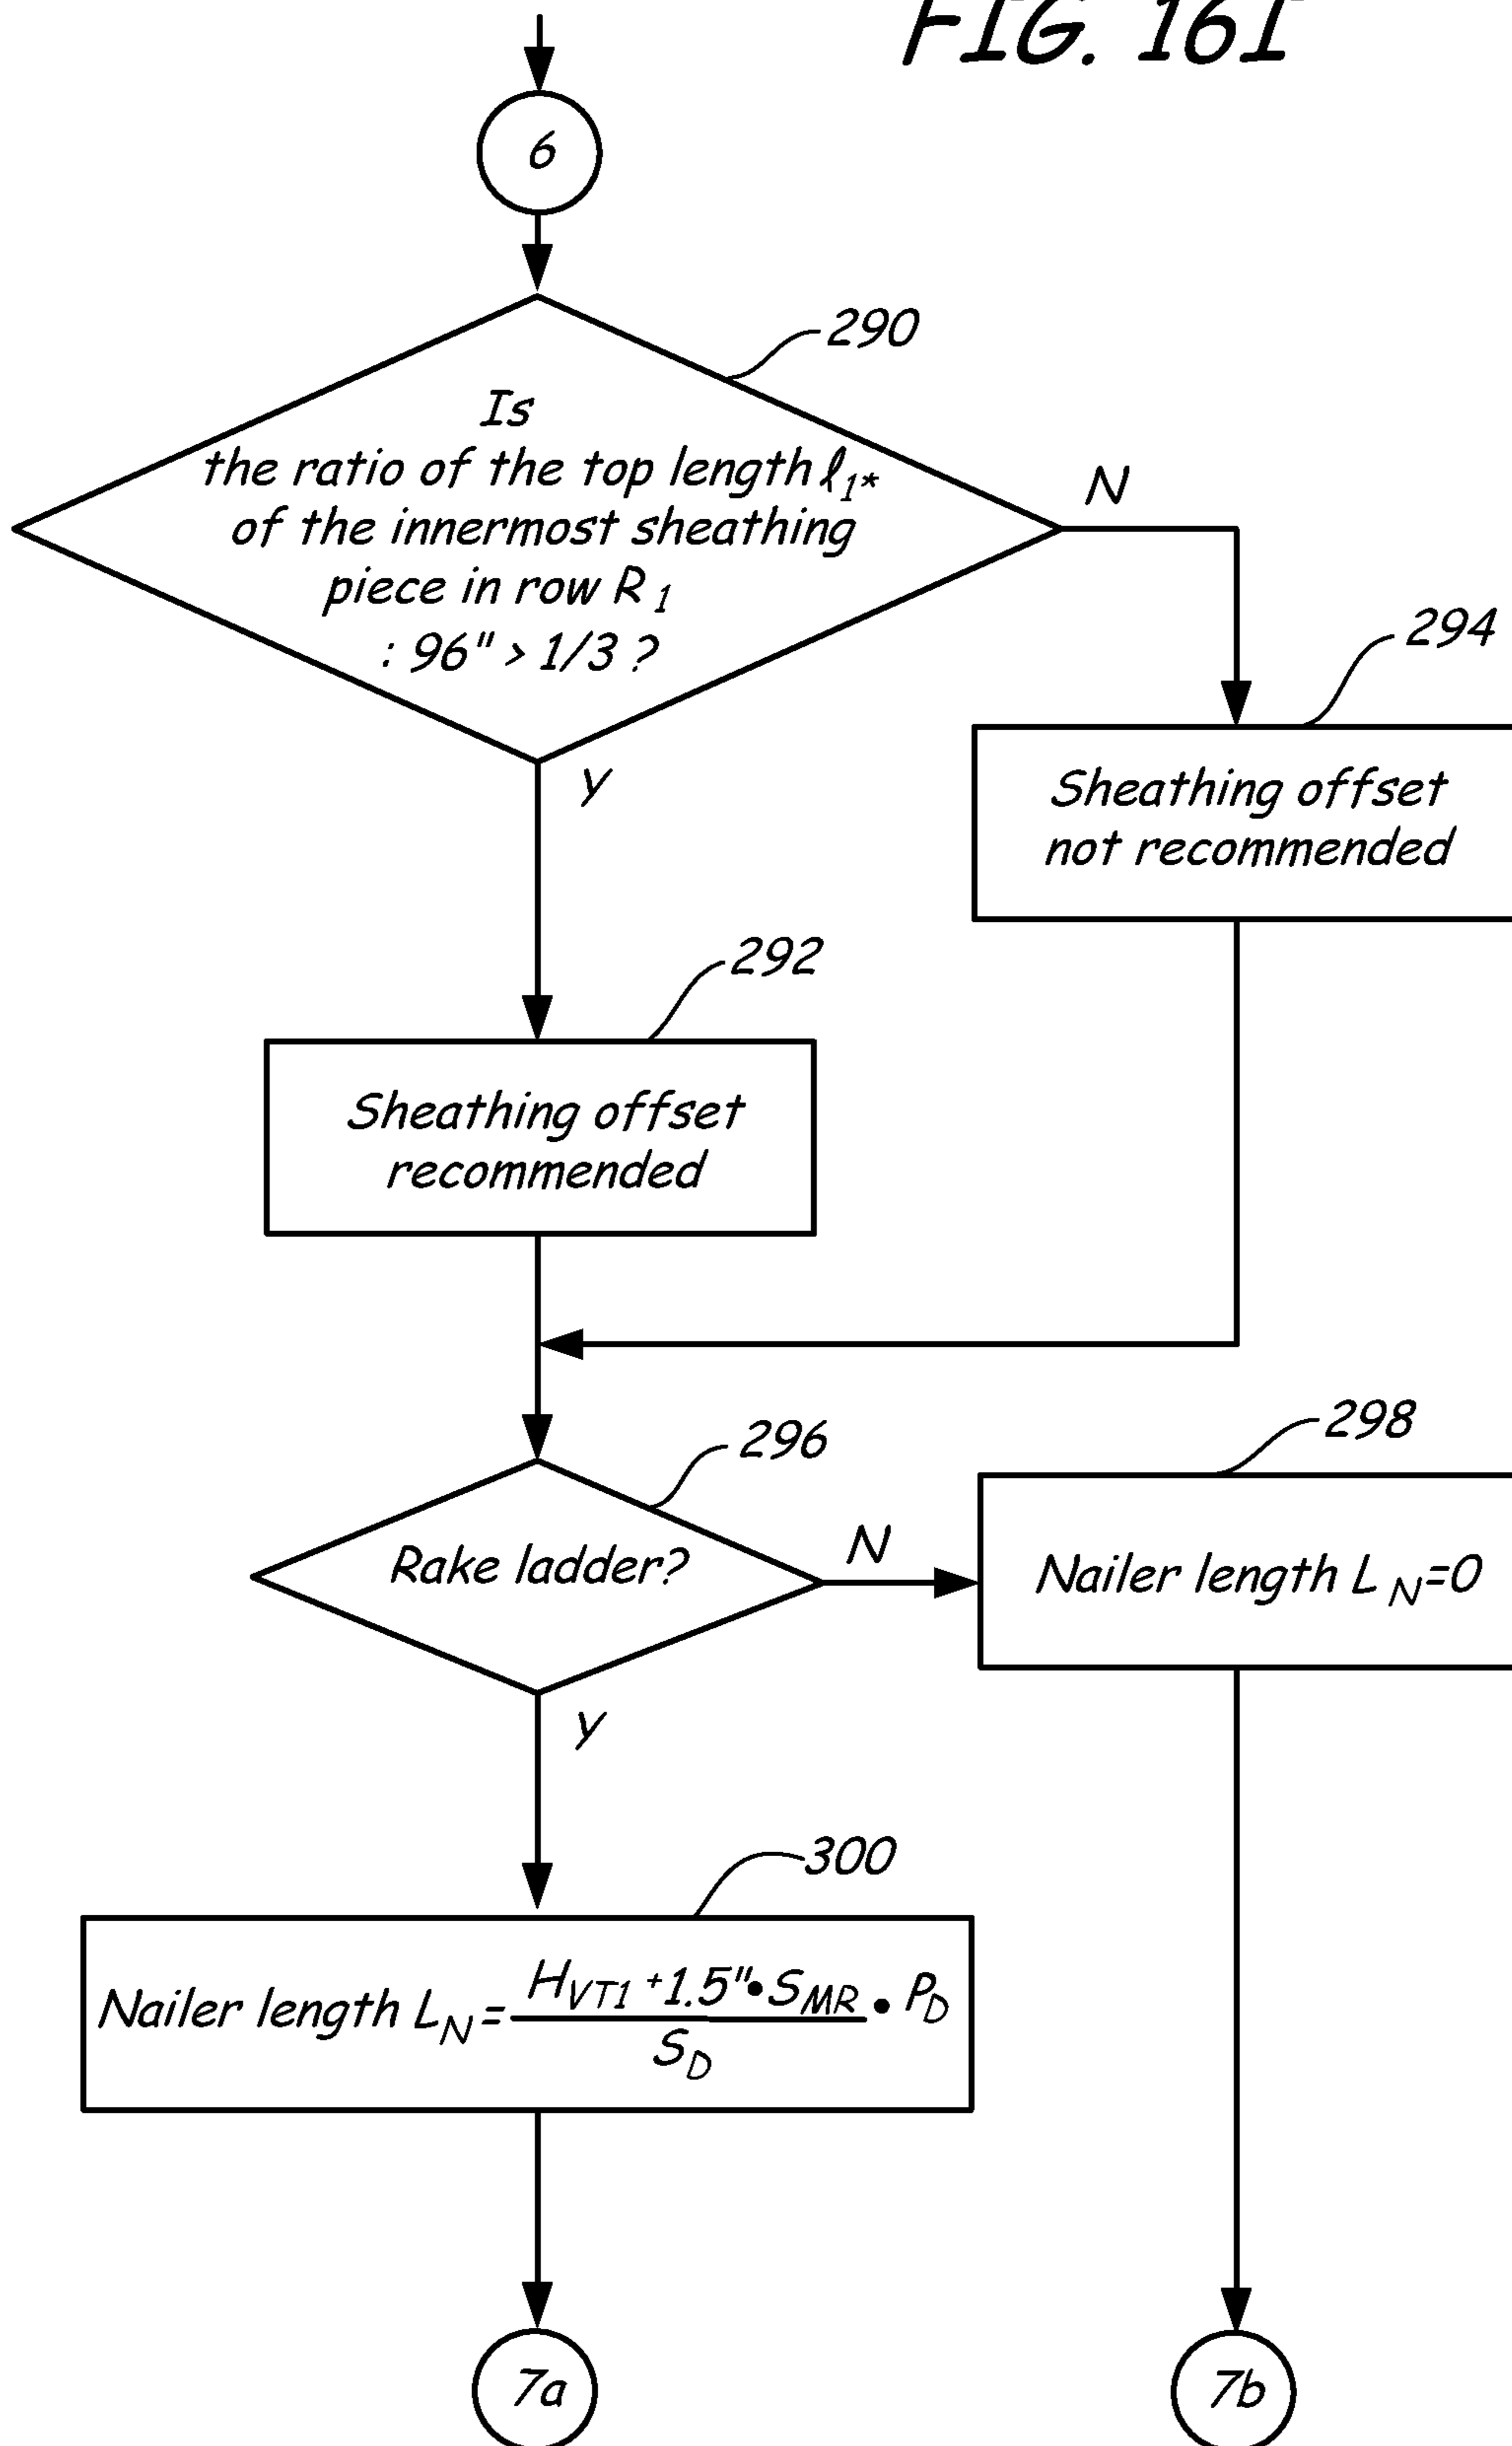 FIG. 16I
6
290
Is
the ratio of the top length ℓ1*
of the innermost sheathing
piece in row R1
: 96" > 1/3 ?
N
Y
294
Sheathing offset
not recommended
292
Sheathing offset
recommended
296
Rake ladder?
N
Y
298
Nailer length LN=0
300
Nailer length LN= HVT1 +1.5"•SMR / SD • PD
7a
7b